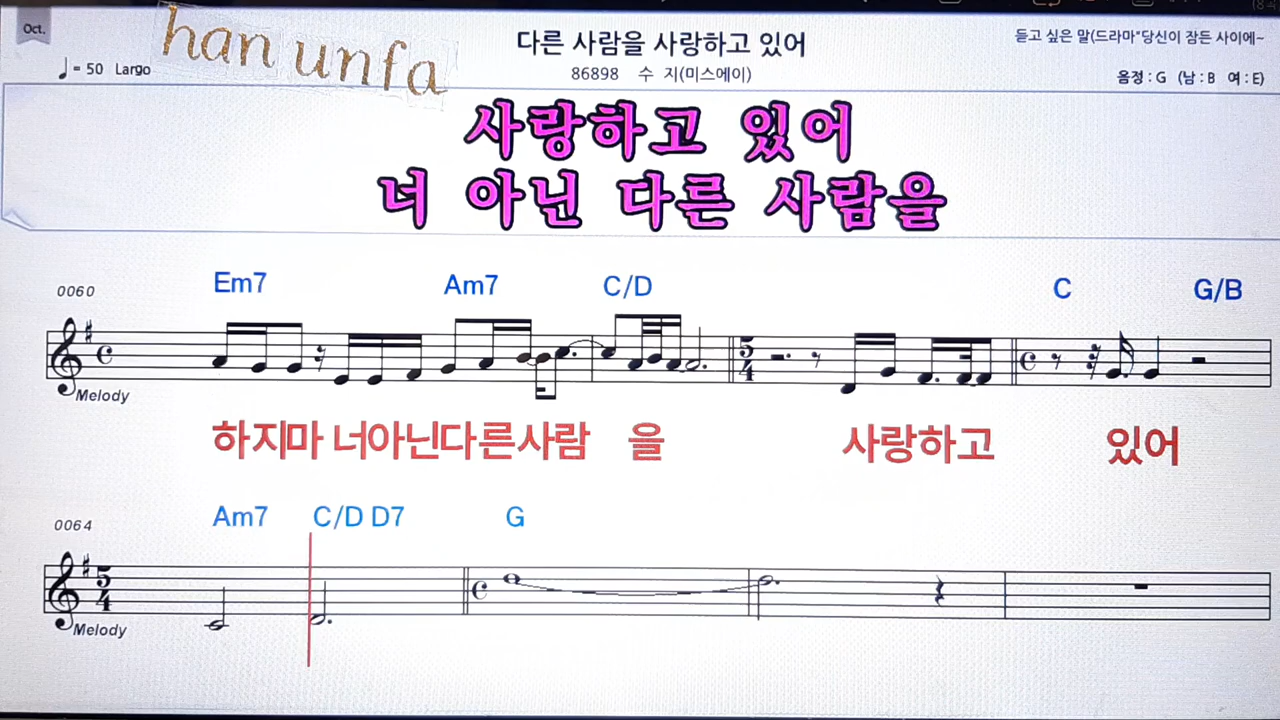 Oct.
han unfa
다른 사람을 사랑하고 있어
듣고 싶은 말(드라마"당신이 잠든 사이에~
♩= 50 Largo
86898 수 지(미스에이)
음정 : G (남 : B 여 : E)
사랑하고 있어
너 아닌 다른 사람을
0060 Em7 Am7 C/D C G/B
5
4
Melody
하지마 너아닌다른사람 을 사랑하고 있어
0064 Am7 C/D D7 G
5
4
Melody